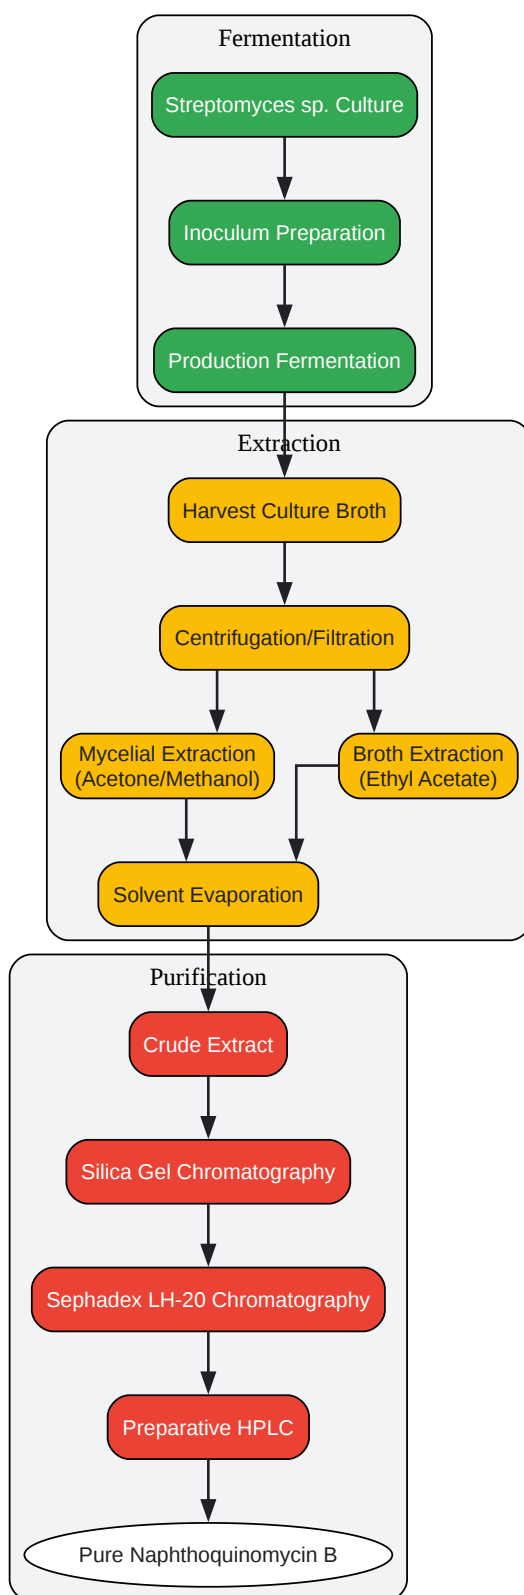 Fermentation
Streptomyces sp. Culture
Inoculum Preparation
Production Fermentation
Extraction
Harvest Culture Broth
Centrifugation/Filtration
Mycelial Extraction
(Acetone/Methanol)
Broth Extraction
(Ethyl Acetate)
Solvent Evaporation
Purification
Crude Extract
Silica Gel Chromatography
Sephadex LH-20 Chromatography
Preparative HPLC
Pure Naphthoquinomycin B